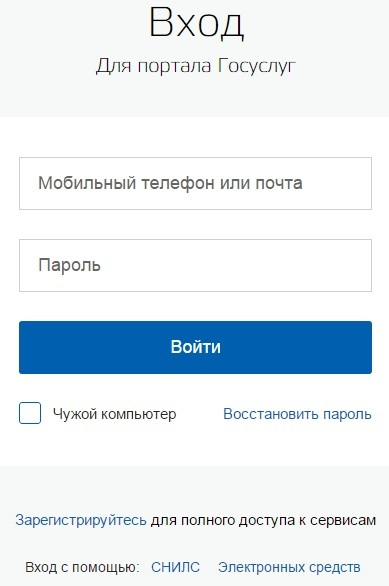 Вход
Для портала Госуслуг
Мобильный телефон или почта
Пароль
Войти
Чужой компьютер Восстановить пароль
Зарегистрируйтесь для полного доступа к сервисам
Вход с помощью: СНИЛС Электронных средств